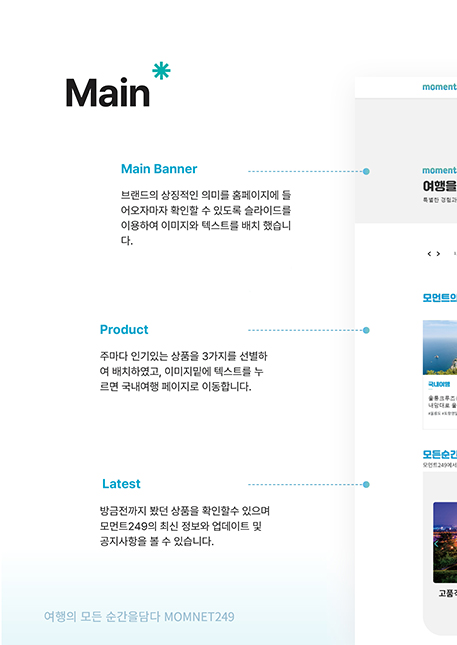 Main
Main Banner
브랜드의 상징적인 의미를 홈페이지에 들
어오자마자 확인할 수 있도록 슬라이드를
이용하여 이미지와 텍스트를 배치 했습니
다.
Product
주마다 인기있는 상품을 3가지를 선별하
여 배치하였고, 이미지밑에 텍스트를 누
르면 국내여행 페이지로 이동합니다.
Latest
방금전까지 봤던 상품을 확인할수 있으며
모먼트249의 최신 정보와 업데이트 및
공지사항을 볼 수 있습니다.
여행의 모든 순간을담다 MOMNET249
moment
moment
여행을
특별한 경험과
모먼트의
국내여행
울릉크루즈
모든순간
모먼트249에서
고품격